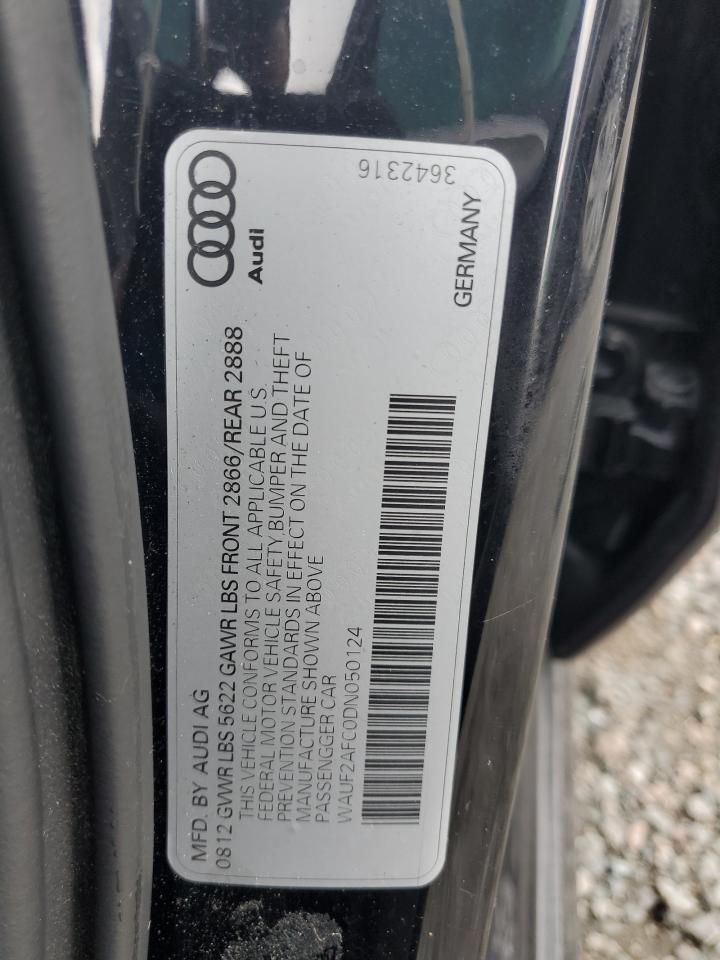 MFD. BY AUDI AG
0812 GVWR LBS 5622 GAWR LBS FRONT 2866/REAR 2888
THIS VEHICLE CONFORMS TO ALL APPLICABLE U.S.
FEDERAL MOTOR VEHICLE SAFETY,BUMPER AND THEFT
PREVENTION STANDARDS IN EFFECT ON THE DATE OF
MANUFACTURE SHOWN ABOVE
PASSENGGER CAR
WAUF2AFC0DN050124
Audi
GERMANY
3642316